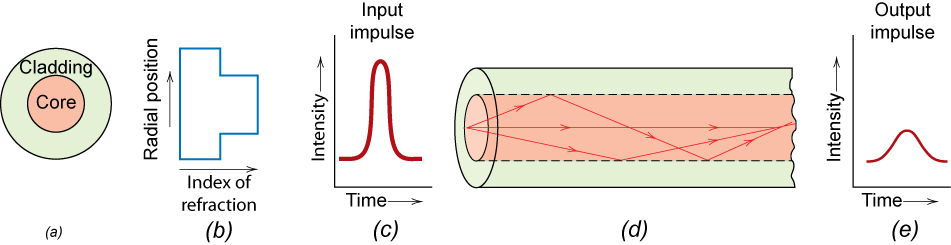 Cladding
Core
(a)
Radial position
Index of
refraction
(b)
Input
impulse
Intensity
Time
(c)
(d)
Output
impulse
Intensity
Time
(e)